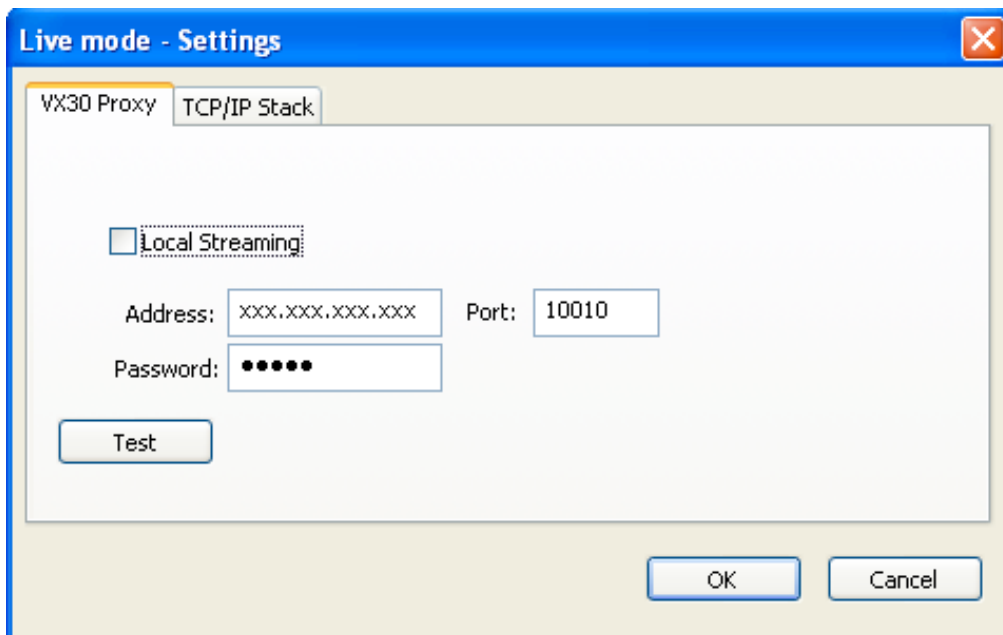 Live mode - Settings
VX30 Proxy TCP/IP Stack
Local Streaming
Address: xxx.xxx.xxx.xxx Port: 10010
Password: •••••
Test
OK Cancel